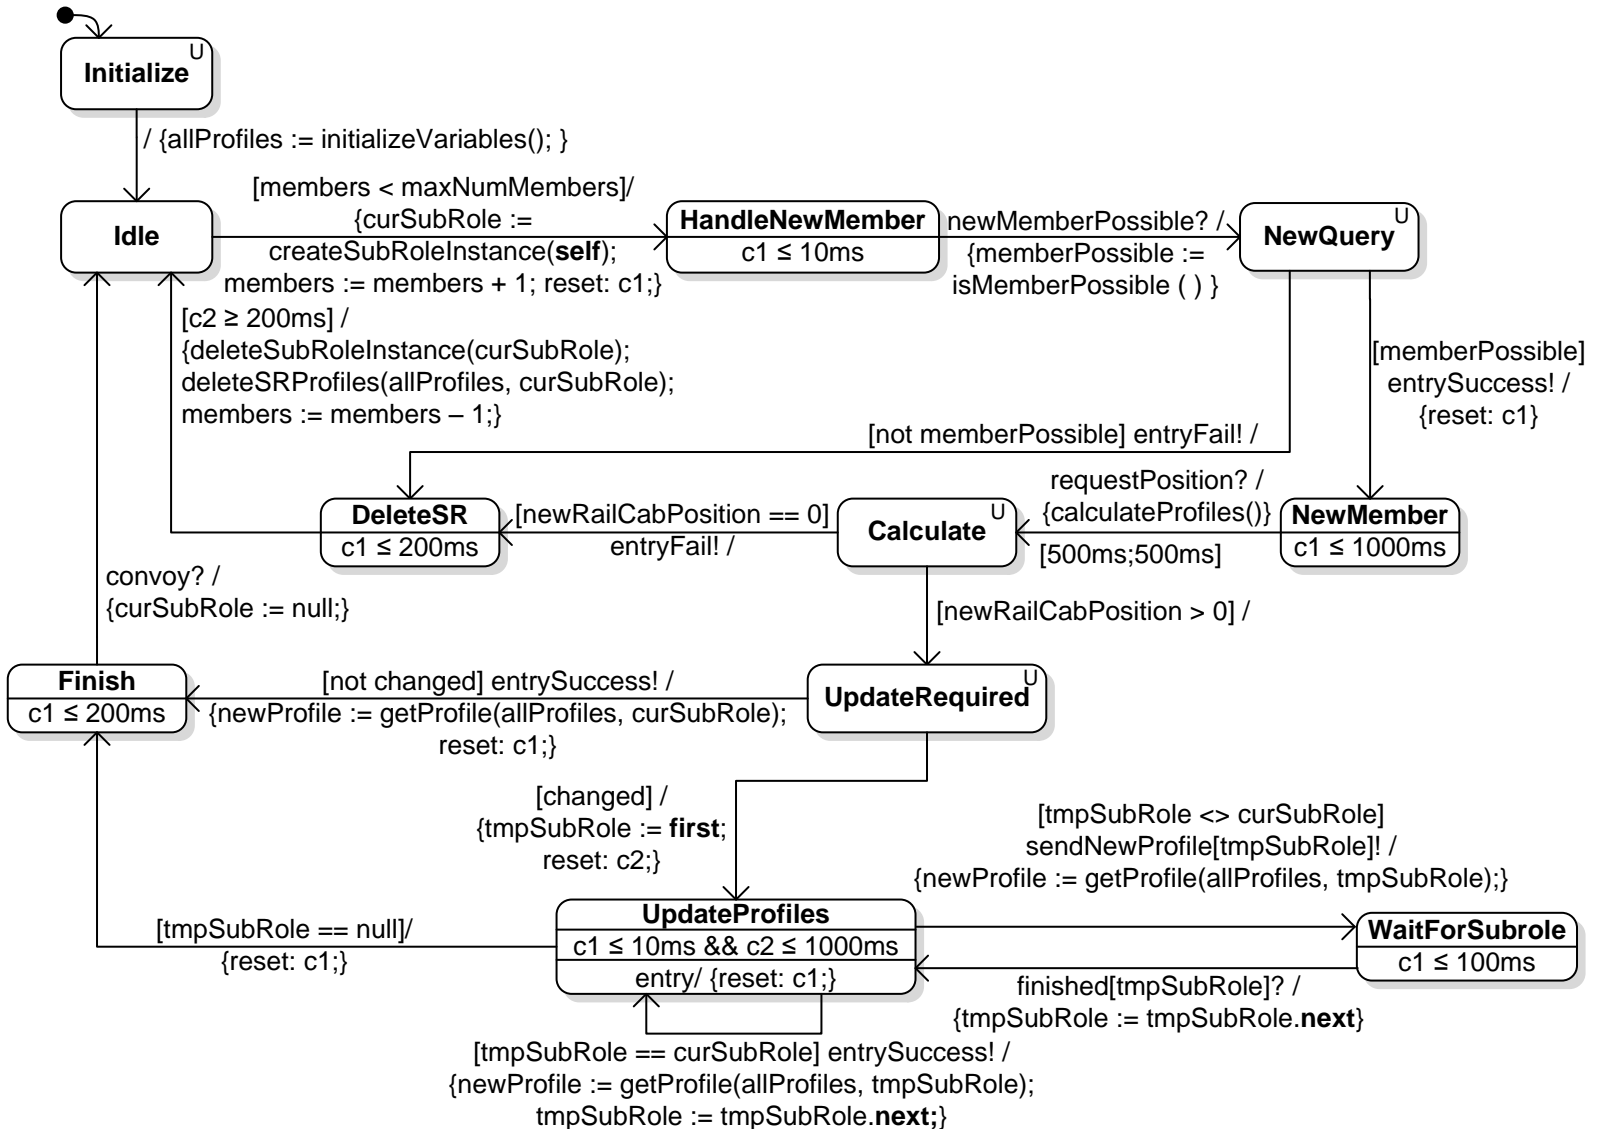 U
Initialize
/ {allProfiles := initializeVariables(); }
[members < maxNumMembers]/
{curSubRole :=
createSubRoleInstance(self);
members := members + 1; reset: c1;}
Idle
HandleNewMember
c1 ≤ 10ms
newMemberPossible? /
{memberPossible :=
isMemberPossible ( ) }
U
NewQuery
[c2 ≥ 200ms] /
{deleteSubRoleInstance(curSubRole);
deleteSRProfiles(allProfiles, curSubRole);
members := members – 1;}
[memberPossible]
entrySuccess! /
{reset: c1}
[not memberPossible] entryFail! /
DeleteSR
c1 ≤ 200ms
[newRailCabPosition == 0]
entryFail! /
U
Calculate
requestPosition? /
{calculateProfiles()}
[500ms;500ms]
NewMember
c1 ≤ 1000ms
convoy? /
{curSubRole := null;}
[newRailCabPosition > 0] /
Finish
c1 ≤ 200ms
[not changed] entrySuccess! /
{newProfile := getProfile(allProfiles, curSubRole);
reset: c1;}
U
UpdateRequired
[changed] /
{tmpSubRole := first;
reset: c2;}
[tmpSubRole <> curSubRole]
sendNewProfile[tmpSubRole]! /
{newProfile := getProfile(allProfiles, tmpSubRole);}
[tmpSubRole == null]/
{reset: c1;}
UpdateProfiles
c1 ≤ 10ms && c2 ≤ 1000ms
entry/ {reset: c1;}
WaitForSubrole
c1 ≤ 100ms
finished[tmpSubRole]? /
{tmpSubRole := tmpSubRole.next}
[tmpSubRole == curSubRole] entrySuccess! /
{newProfile := getProfile(allProfiles, tmpSubRole);
tmpSubRole := tmpSubRole.next;}